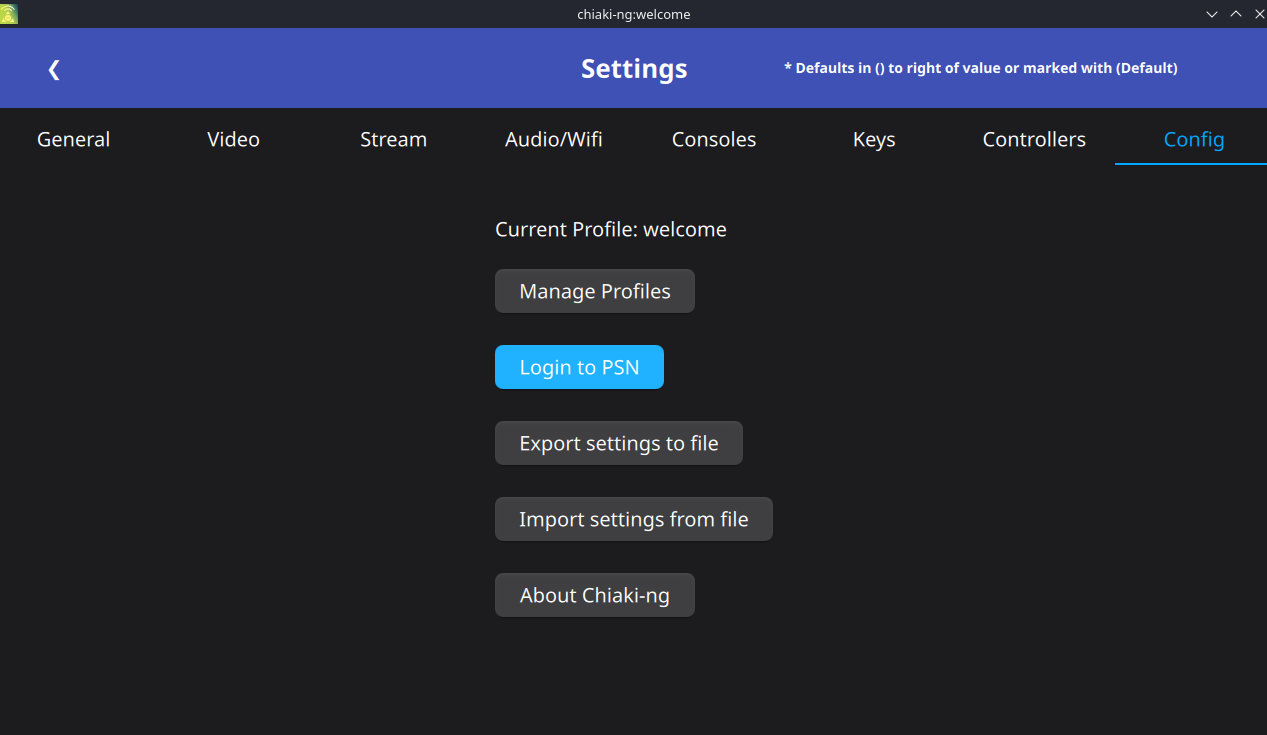 chiaki-ng:welcome
Settings
* Defaults in () to right of value or marked with (Default)
General Video Stream Audio/Wifi Consoles Keys Controllers Config
Current Profile: welcome
Manage Profiles
Login to PSN
Export settings to file
Import settings from file
About Chiaki-ng